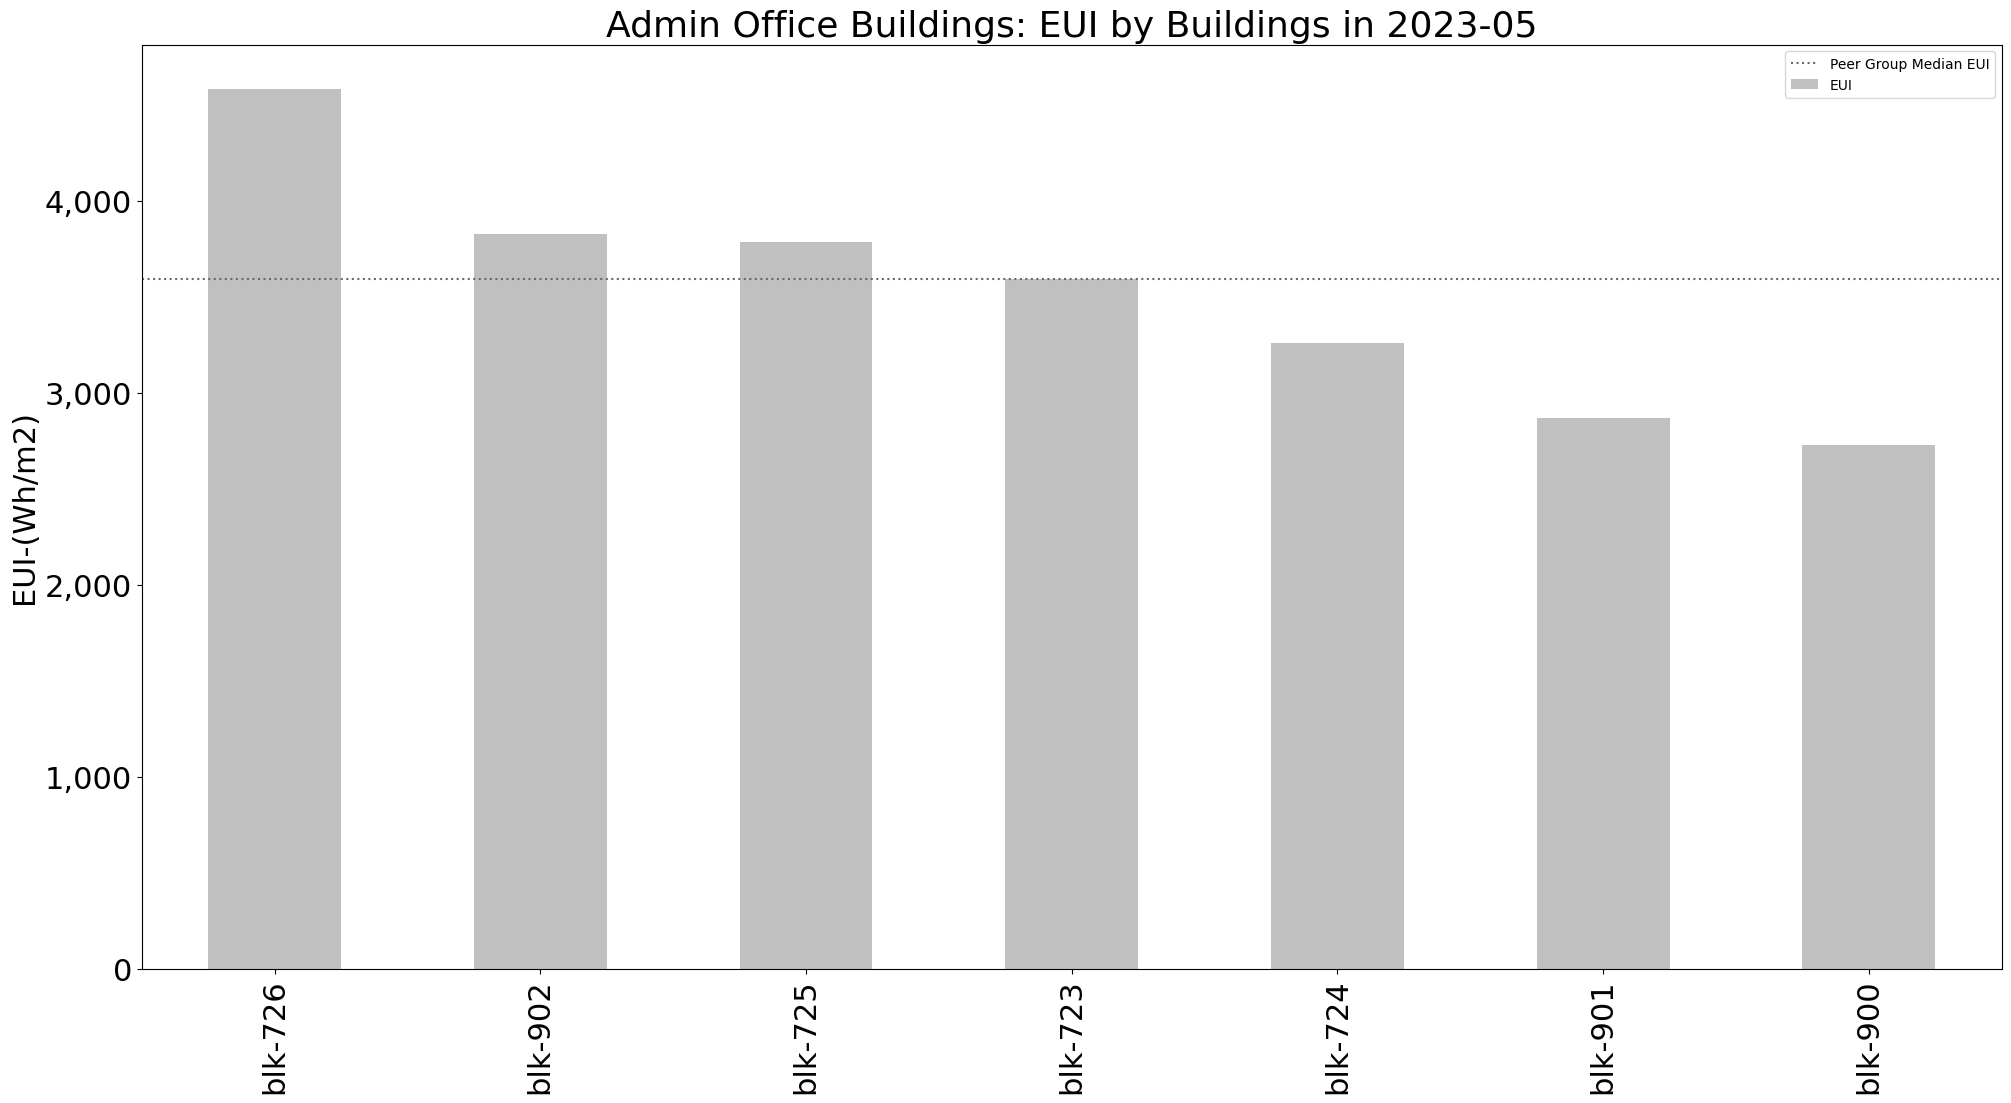 Admin Office Buildings: EUI by Buildings in 2023-05
Peer Group Median EUI
EUI
EUI-(Wh/m2)
4,000
3,000
2,000
1,000
0
blk-726
blk-902
blk-725
blk-723
blk-724
blk-901
blk-900